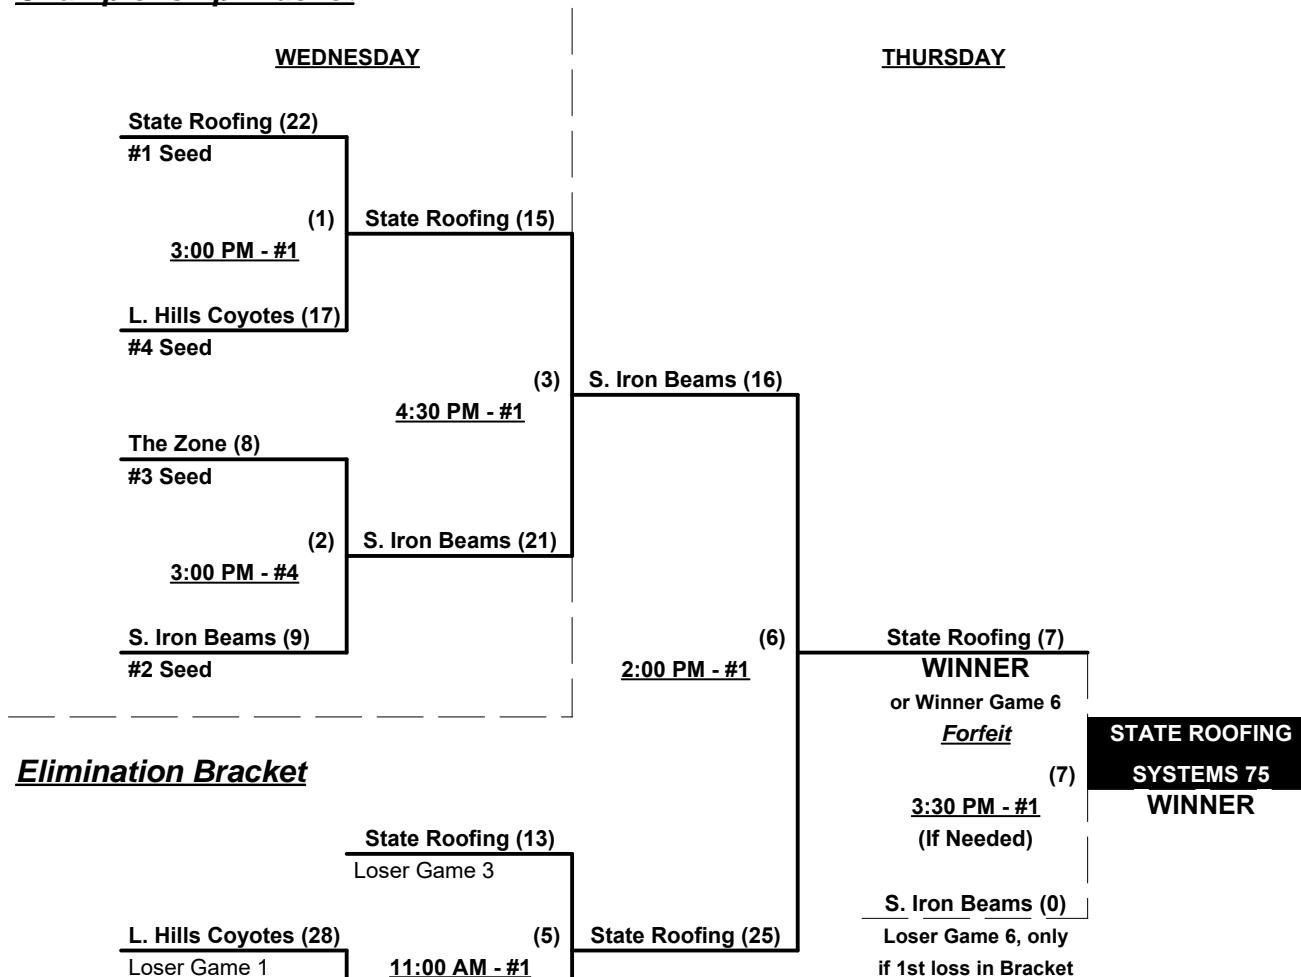 WEDNESDAY
THURSDAY
State Roofing (22)
#1 Seed
(1)
State Roofing (15)
3:00 PM - #1
L. Hills Coyotes (17)
#4 Seed
(3)
S. Iron Beams (16)
4:30 PM - #1
The Zone (8)
#3 Seed
(2)
S. Iron Beams (21)
3:00 PM - #4
S. Iron Beams (9)
#2 Seed
(6)
2:00 PM - #1
State Roofing (7)
WINNER
or Winner Game 6
Forfeit
STATE ROOFING
SYSTEMS 75
WINNER
(7)
3:30 PM - #1
(If Needed)
S. Iron Beams (0)
Loser Game 6, only
if 1st loss in Bracket
Elimination Bracket
State Roofing (13)
Loser Game 3
L. Hills Coyotes (28)
Loser Game 1
(5)
State Roofing (25)
11:00 AM - #1